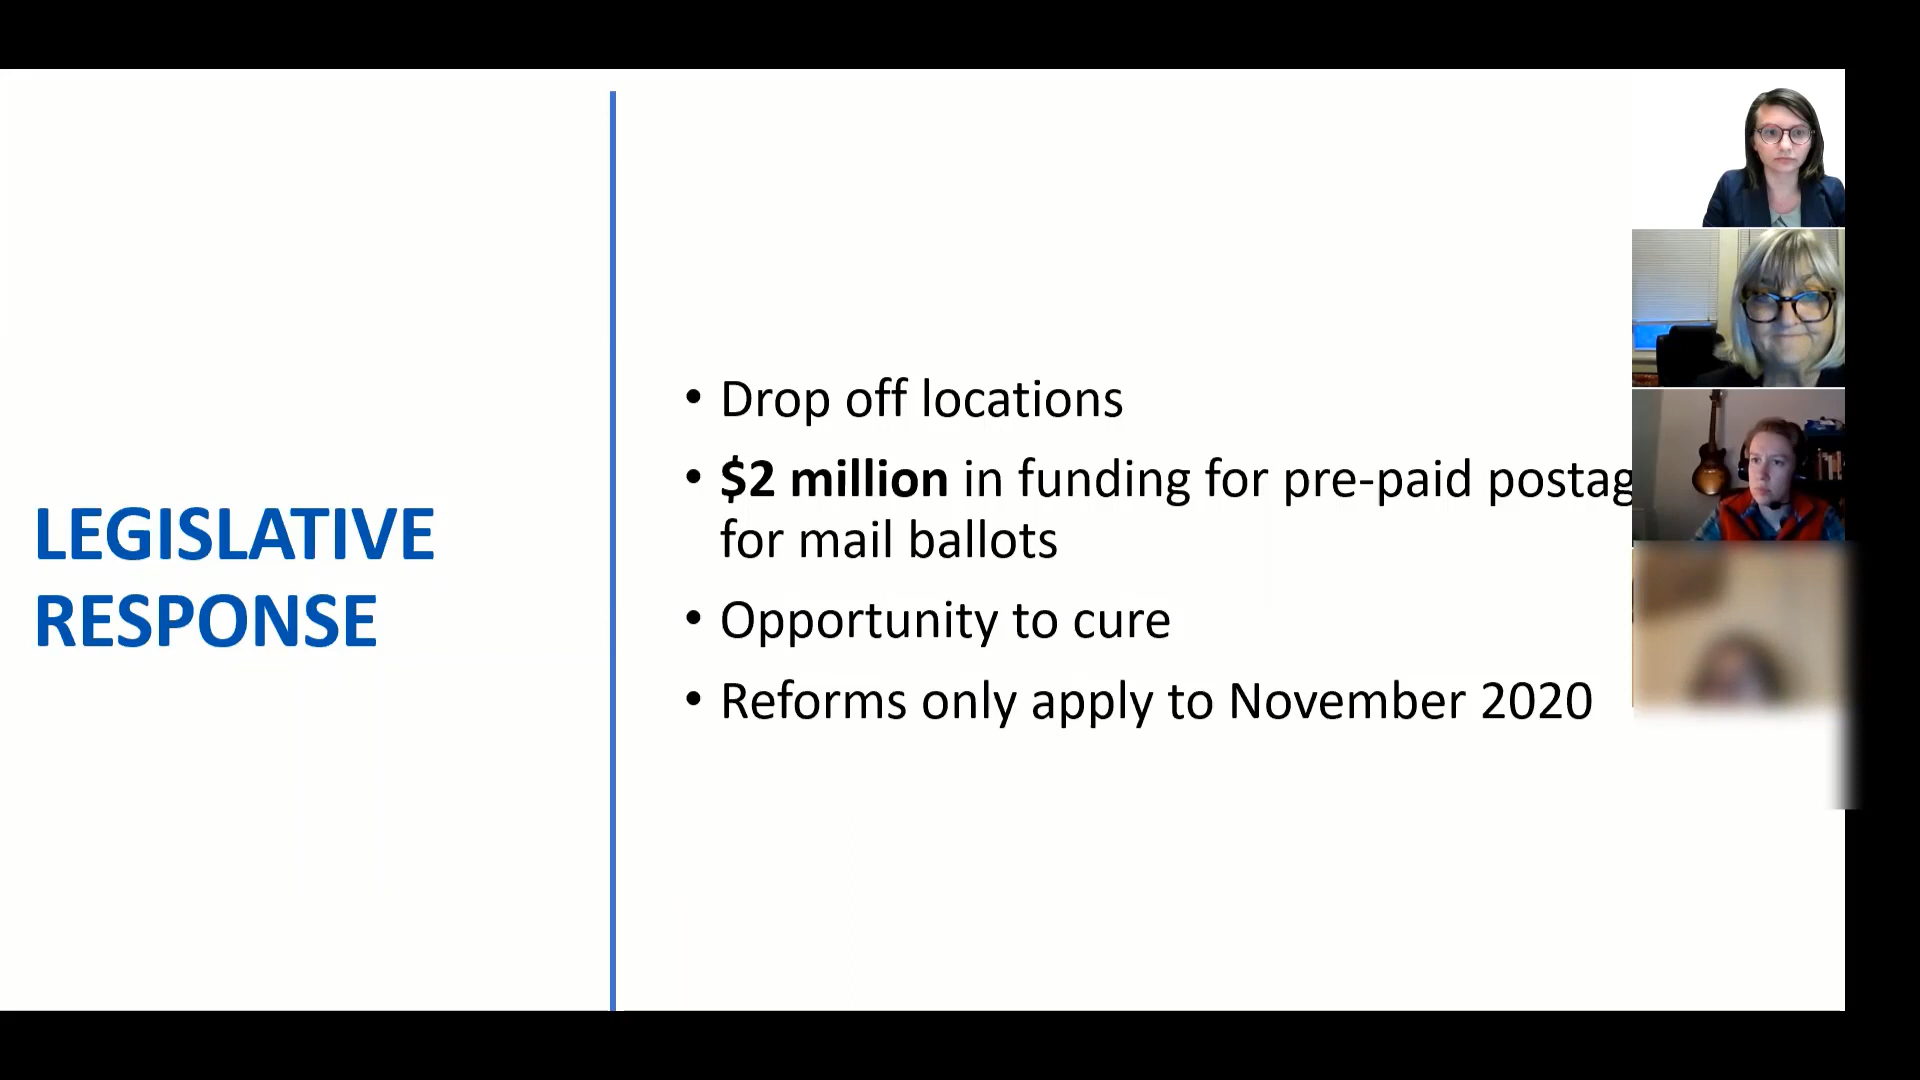 LEGISLATIVE
RESPONSE
• Drop off locations
• $2 million in funding for pre-paid postag
for mail ballots
• Opportunity to cure
• Reforms only apply to November 2020